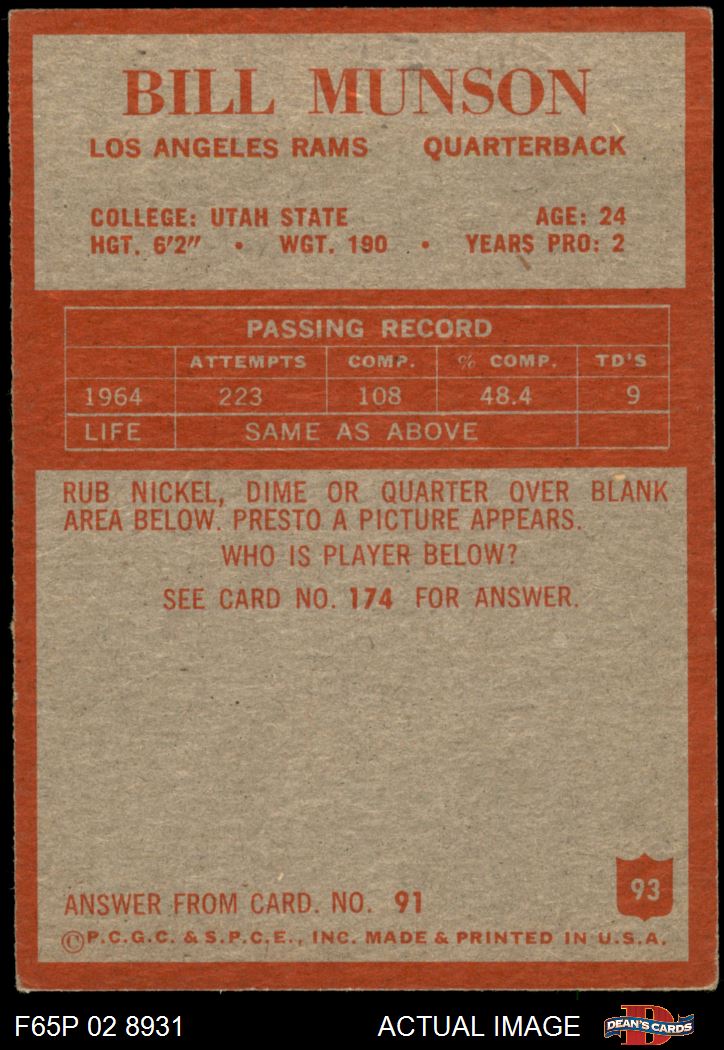 BILL MUNSON
LOS ANGELES RAMS QUARTERBACK
COLLEGE: UTAH STATE AGE: 24
HGT. 6'2" • WGT. 190 • YEARS PRO: 2
PASSING RECORD
ATTEMPTS COMP. % COMP. TD'S
1964 223 108 48.4 9
LIFE SAME AS ABOVE
RUB NICKEL, DIME OR QUARTER OVER BLANK
AREA BELOW. PRESTO A PICTURE APPEARS.
WHO IS PLAYER BELOW?
SEE CARD NO. 174 FOR ANSWER.
93
ANSWER FROM CARD. NO. 91
©P.C.G.C. & S.P.C.E., INC. MADE & PRINTED IN U.S.A.
F65P 02 8931 ACTUAL IMAGE D DEAN'S CARDS